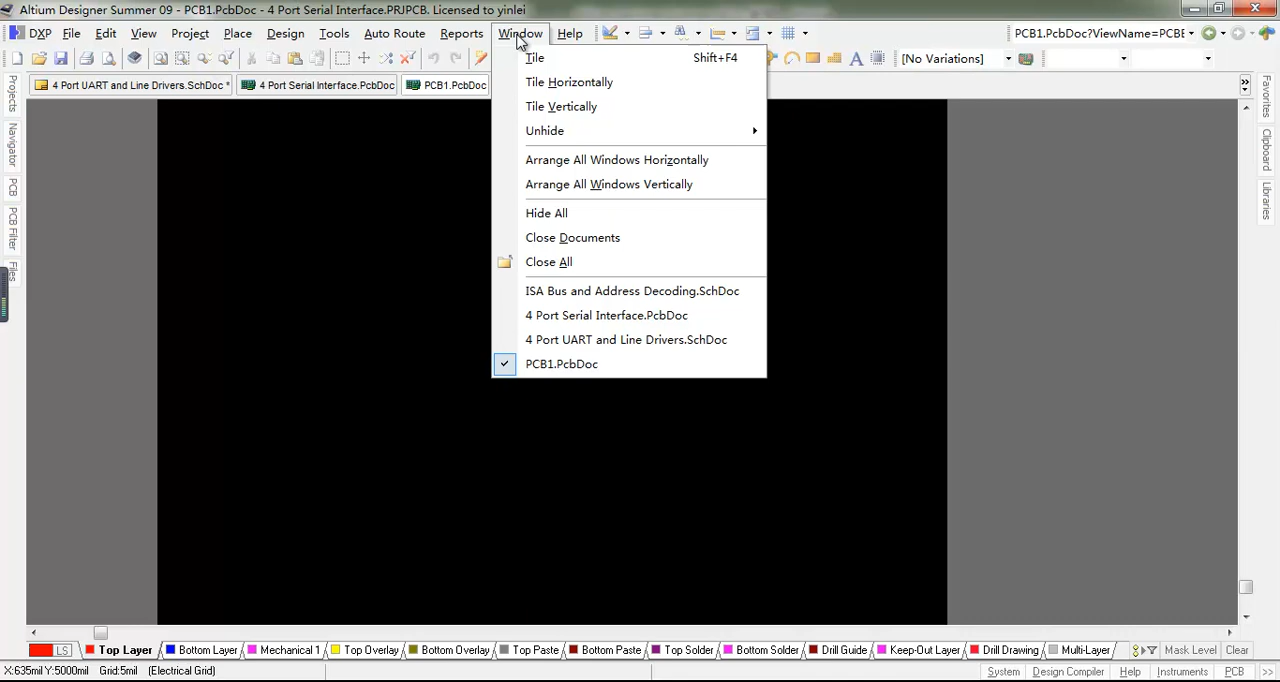 Altium Designer Summer 09 - PCB1.PcbDoc - 4 Port Serial Interface.PRJPCB. Licensed to yinlei
DXP File Edit View Project Place Design Tools Auto Route Reports Window Help PCB1.PcbDoc?ViewName=PCBE
[No Variations]
4 Port UART and Line Drivers.SchDoc * 4 Port Serial Interface.PcbDoc PCB1.PcbDoc
Tile Shift+F4
Tile Horizontally
Tile Vertically
Unhide
Arrange All Windows Horizontally
Arrange All Windows Vertically
Hide All
Close Documents
Close All
ISA Bus and Address Decoding.SchDoc
4 Port Serial Interface.PcbDoc
4 Port UART and Line Drivers.SchDoc
PCB1.PcbDoc
Projects
Navigator
PCB
PCB Filter
Files
Favorites
Clipboard
Libraries
LS Top Layer Bottom Layer Mechanical 1 Top Overlay Bottom Overlay Top Paste Bottom Paste Top Solder Bottom Solder Drill Guide Keep-Out Layer Drill Drawing Multi-Layer Mask Level Clear
X:635mil Y:5000mil Grid:5mil (Electrical Grid) System Design Compiler Help Instruments PCB >>